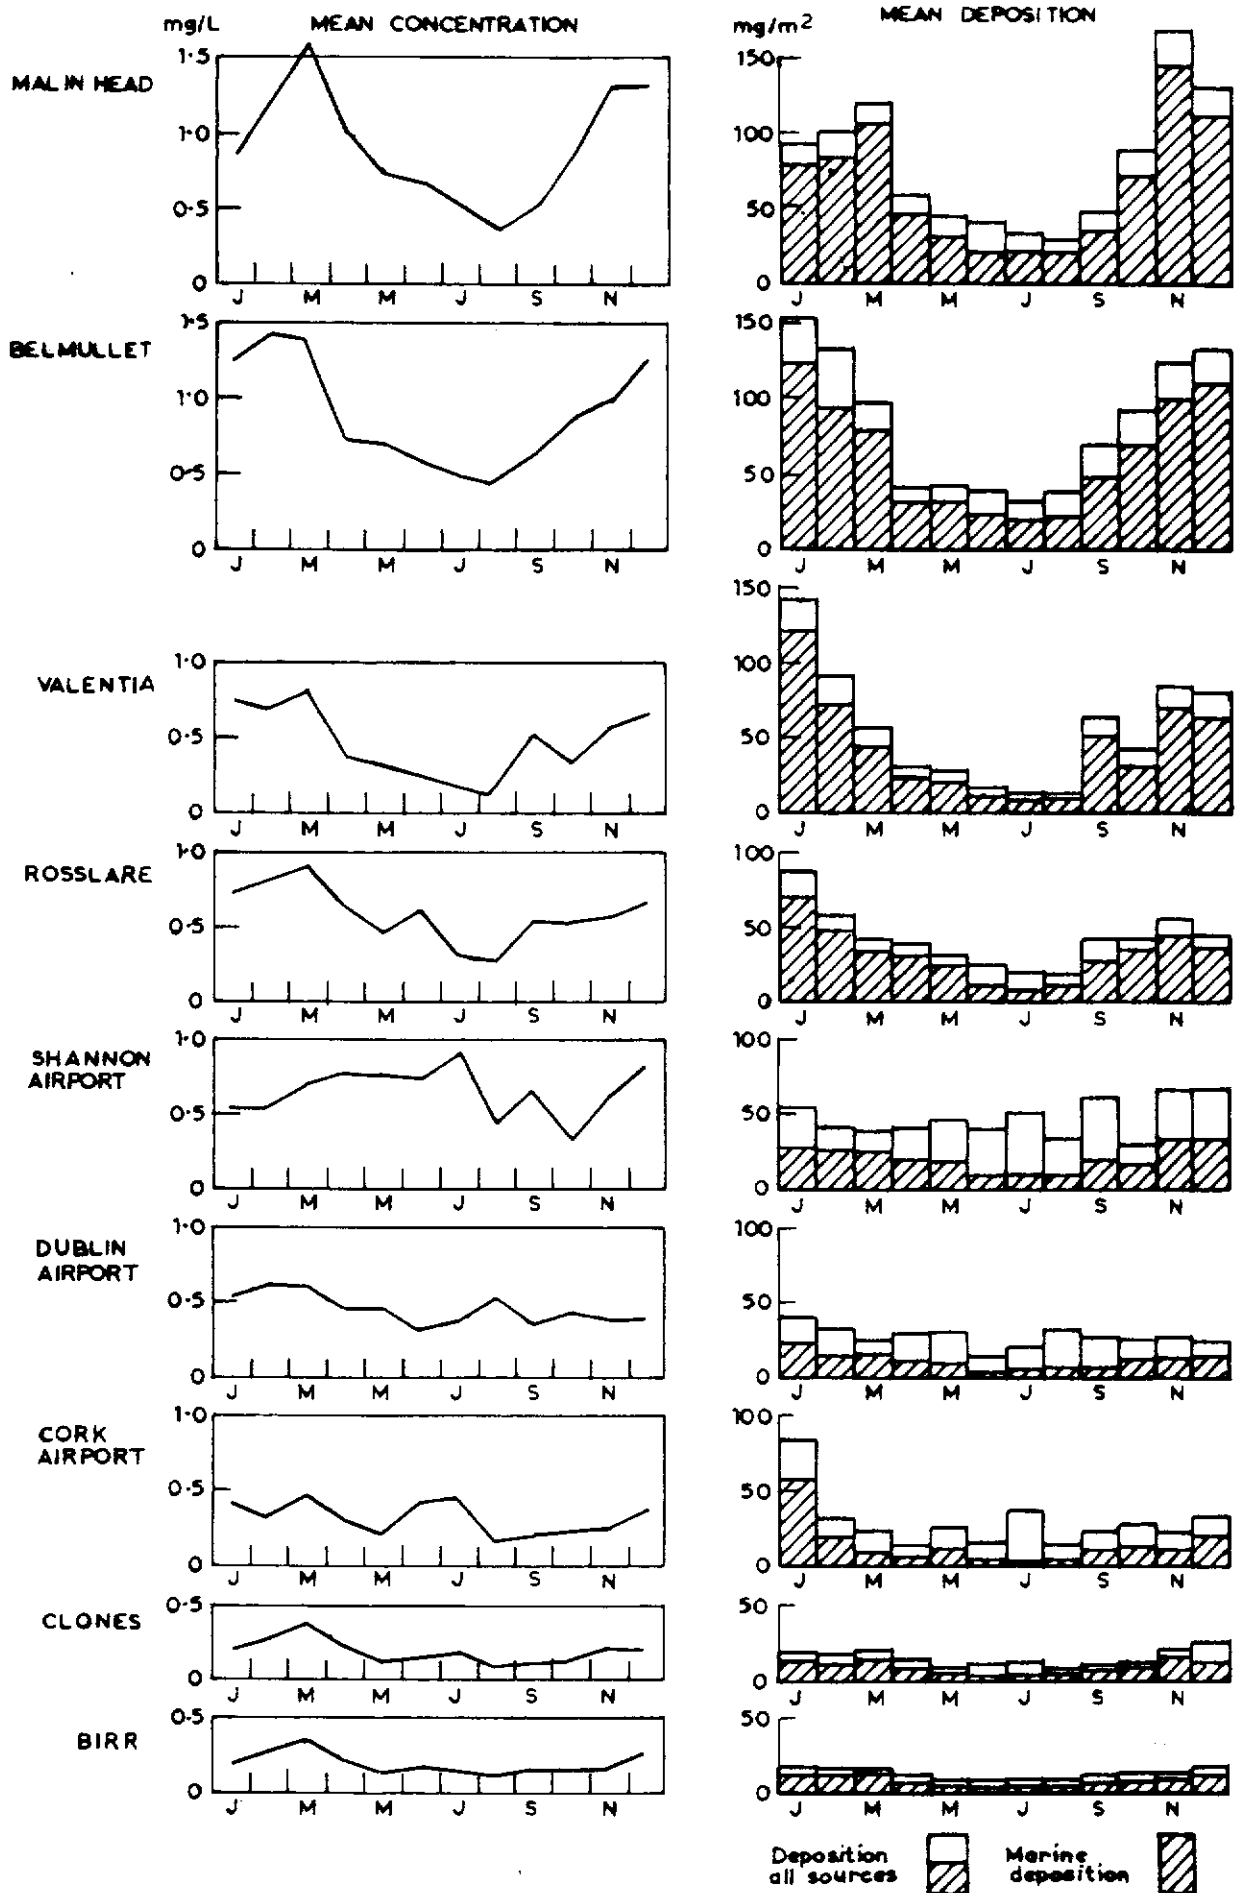 mg/L MEAN CONCENTRATION
mg/m² MEAN DEPOSITION
MALIN HEAD
1·5
1·0
0·5
0
J M M J S N
150
100
50
0
J M M J S N
BELMULLET
1·5
1·0
0·5
0
J M M J S N
150
100
50
0
J M M J S N
VALENTIA
1·0
0·5
0
J M M J S N
150
100
50
0
J M M J S N
ROSSLARE
1·0
0·5
0
J M M J S N
100
50
0
J M M J S N
SHANNON
AIRPORT
1·0
0·5
0
J M M J S N
100
50
0
J M M J S N
DUBLIN
AIRPORT
1·0
0·5
0
J M M J S N
100
50
0
J M M J S N
CORK
AIRPORT
1·0
0·5
0
J M M J S N
100
50
0
J M M J S N
CLONES
0·5
0
J M M J S N
50
0
J M M J S N
BIRR
0·5
0
J M M J S N
50
0
J M M J S N
Deposition
all sources
Marine
deposition